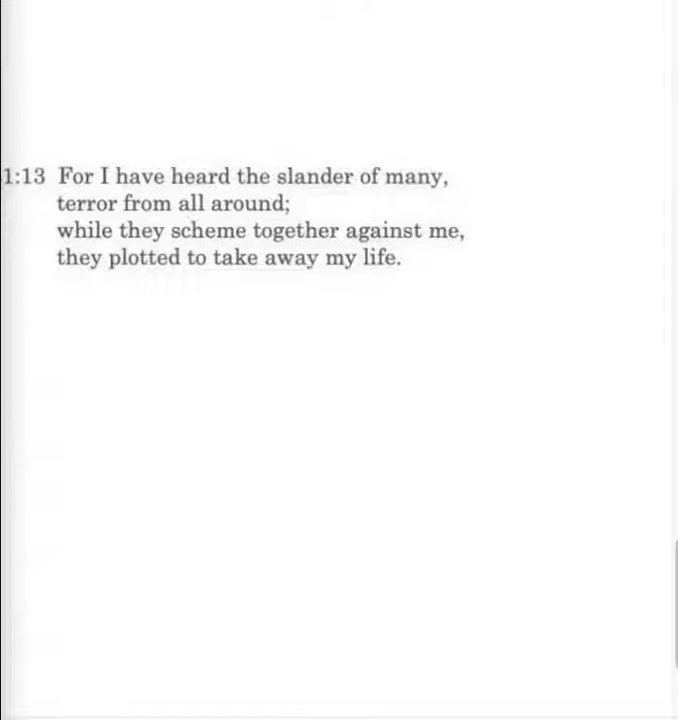 1:13 For I have heard the slander of many,
terror from all around;
while they scheme together against me,
they plotted to take away my life.